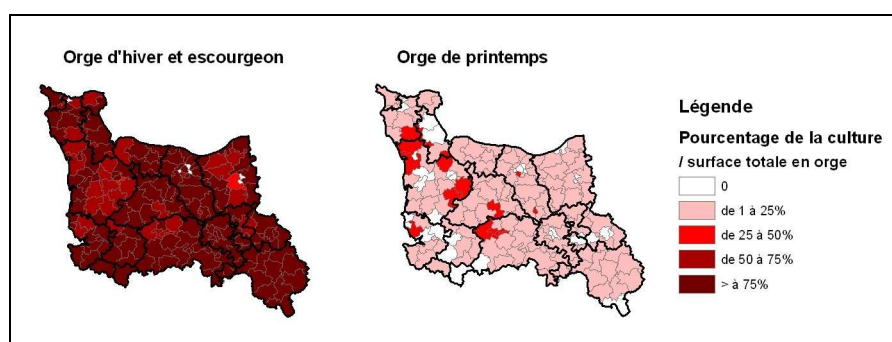 Orge d'hiver et escourgeon
Orge de printemps
Légende
Pourcentage de la culture
/ surface totale en orge
0
de 1 à 25%
de 25 à 50%
de 50 à 75%
> à 75%